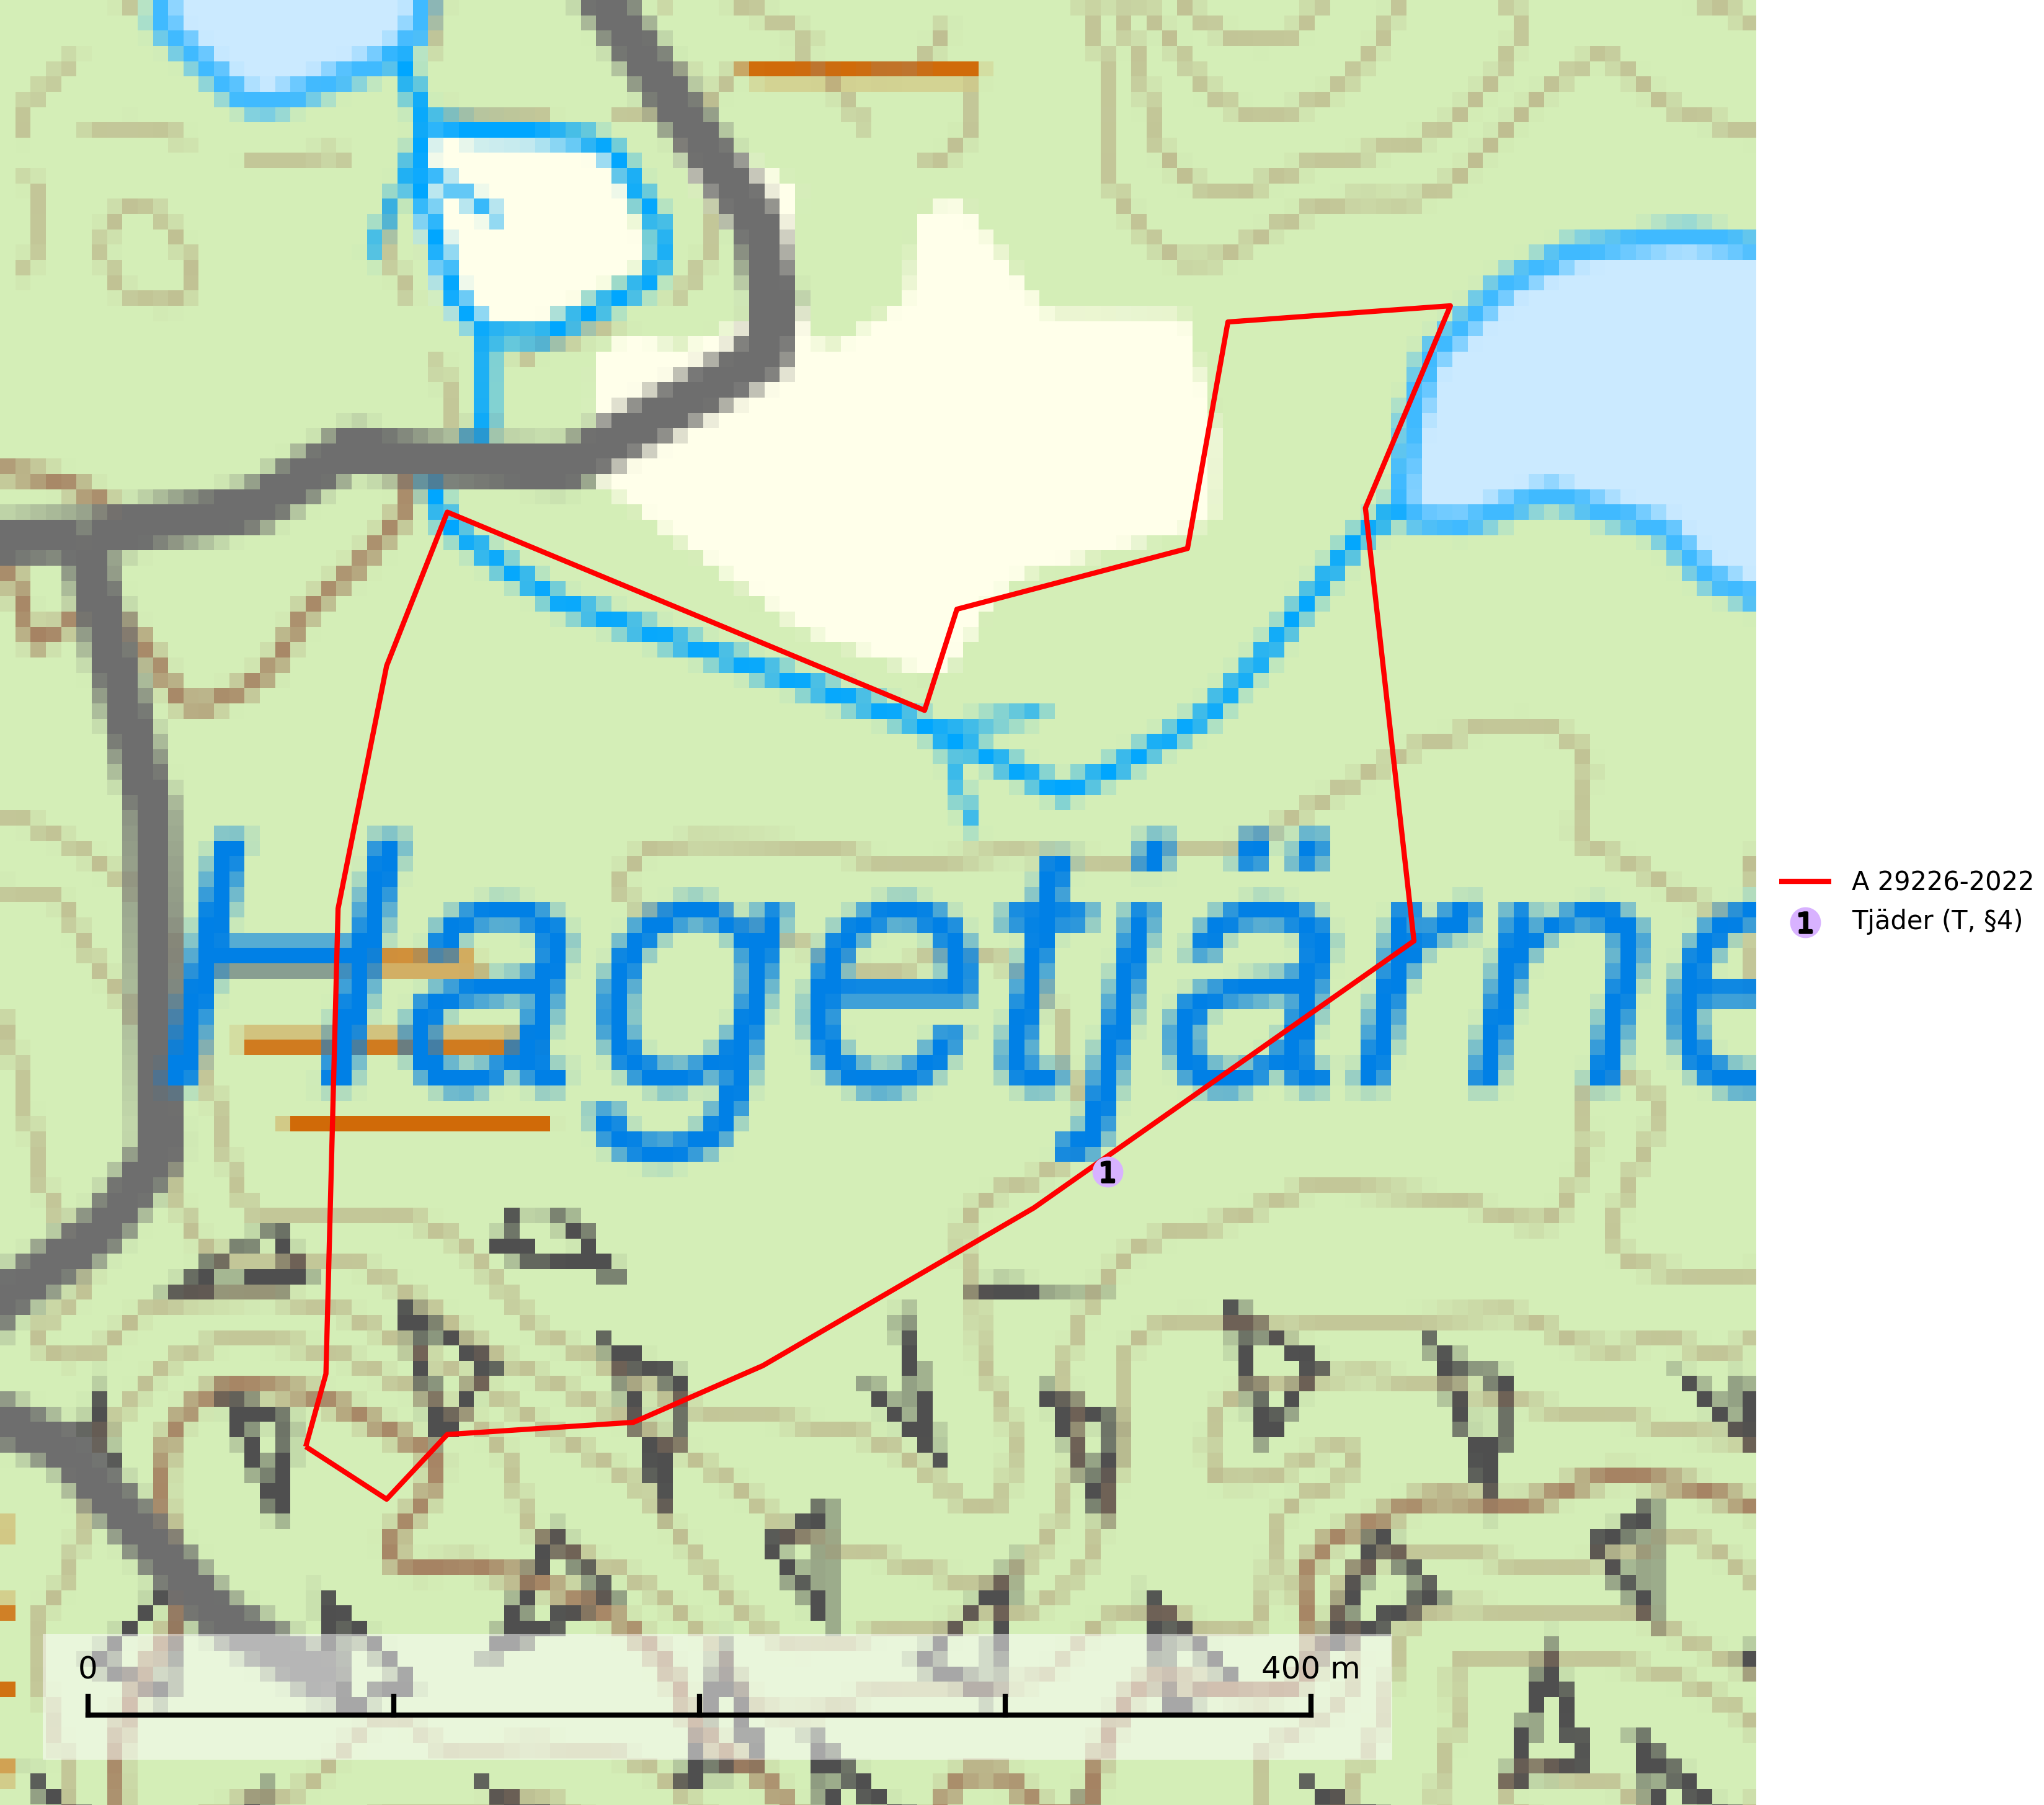 Hagetjärne
A 29226-2022
1 Tjäder (T, §4)
1
0 400 m